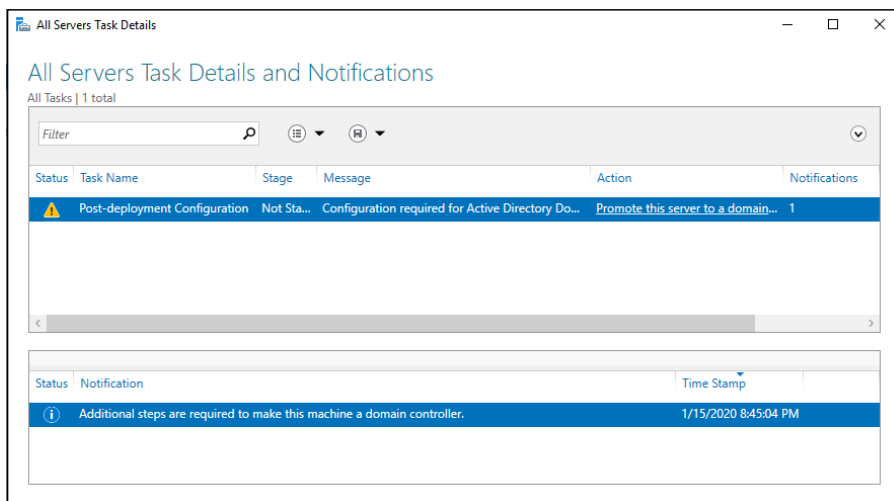 All Servers Task Details
All Servers Task Details and Notifications
All Tasks | 1 total
Filter
Status Task Name Stage Message Action Notifications
Post-deployment Configuration Not Sta... Configuration required for Active Directory Do... Promote this server to a domain... 1
Status Notification Time Stamp
Additional steps are required to make this machine a domain controller. 1/15/2020 8:45:04 PM